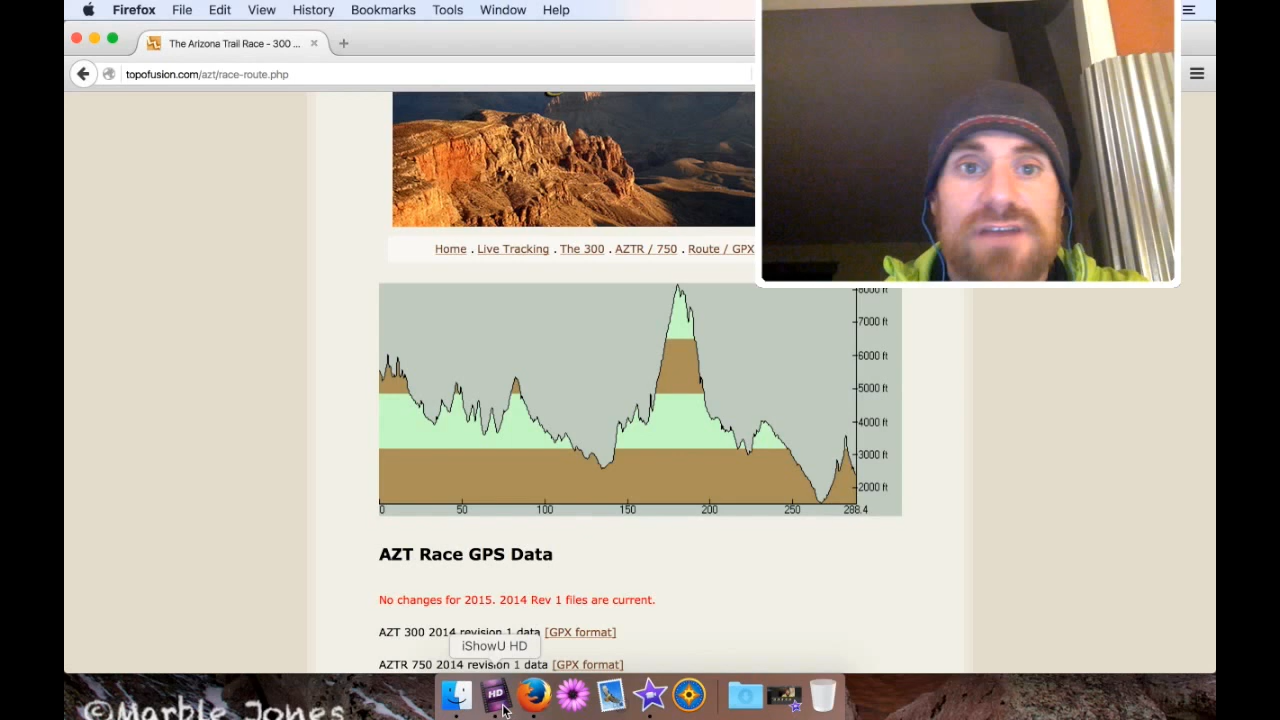 Firefox File Edit View History Bookmarks Tools Window Help
The Arizona Trail Race - 300 ...
topofusion.com/azt/race-route.php
Home . Live Tracking . The 300 . AZTR / 750 . Route / GPX
8000 ft
7000 ft
6000 ft
5000 ft
4000 ft
3000 ft
2000 ft
0 50 100 150 200 250 288.4
AZT Race GPS Data
No changes for 2015. 2014 Rev 1 files are current.
AZT 300 2014 revision 1 data [GPX format]
iShowU HD
AZTR 750 2014 revision 1 data [GPX format]
HD
©Marble Jones